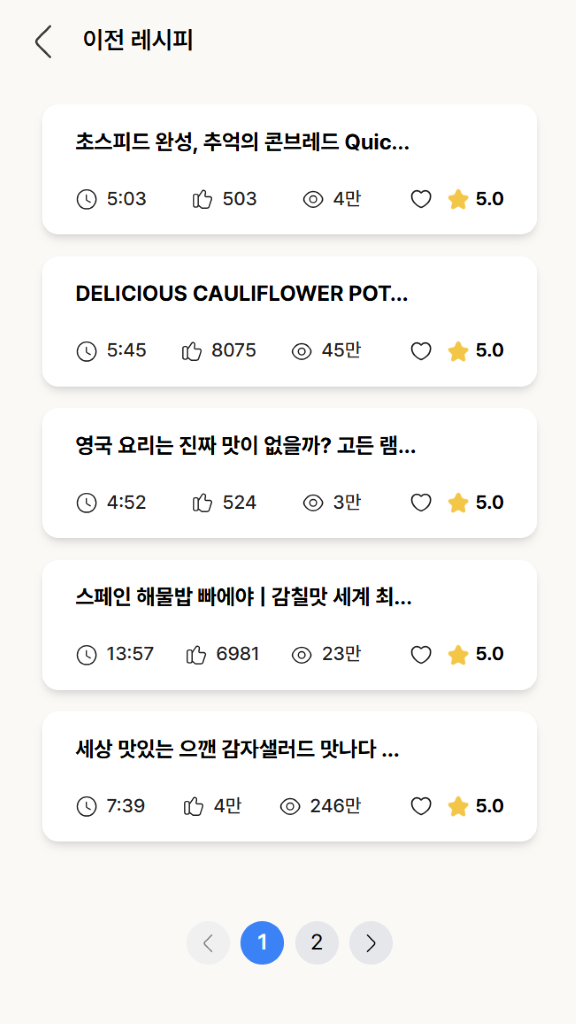 이전 레시피
초스피드 완성, 추억의 콘브레드 Quic...
5:03 503 4만 5.0
DELICIOUS CAULIFLOWER POT...
5:45 8075 45만 5.0
영국 요리는 진짜 맛이 없을까? 고든 램...
4:52 524 3만 5.0
스페인 해물밥 빠에야 | 감칠맛 세계 최...
13:57 6981 23만 5.0
세상 맛있는 으깬 감자샐러드 맛나다 ...
7:39 4만 246만 5.0
1 2